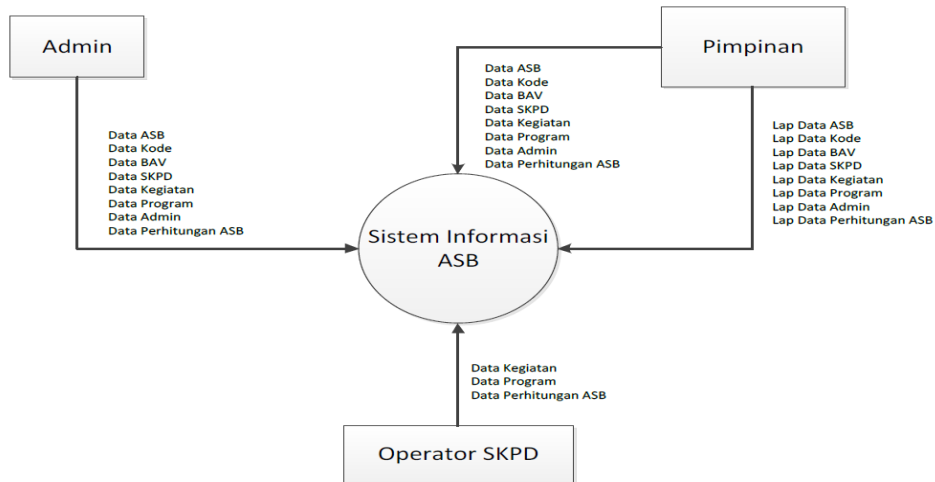 Admin
Pimpinan
Data ASB
Data Kode
Data BAV
Data SKPD
Data Kegiatan
Data Program
Data Admin
Data Perhitungan ASB
Data ASB
Data Kode
Data BAV
Data SKPD
Data Kegiatan
Data Program
Data Admin
Data Perhitungan ASB
Lap Data ASB
Lap Data Kode
Lap Data BAV
Lap Data SKPD
Lap Data Kegiatan
Lap Data Program
Lap Data Admin
Lap Data Perhitungan ASB
Sistem Informasi
ASB
Data Kegiatan
Data Program
Data Perhitungan ASB
Operator SKPD